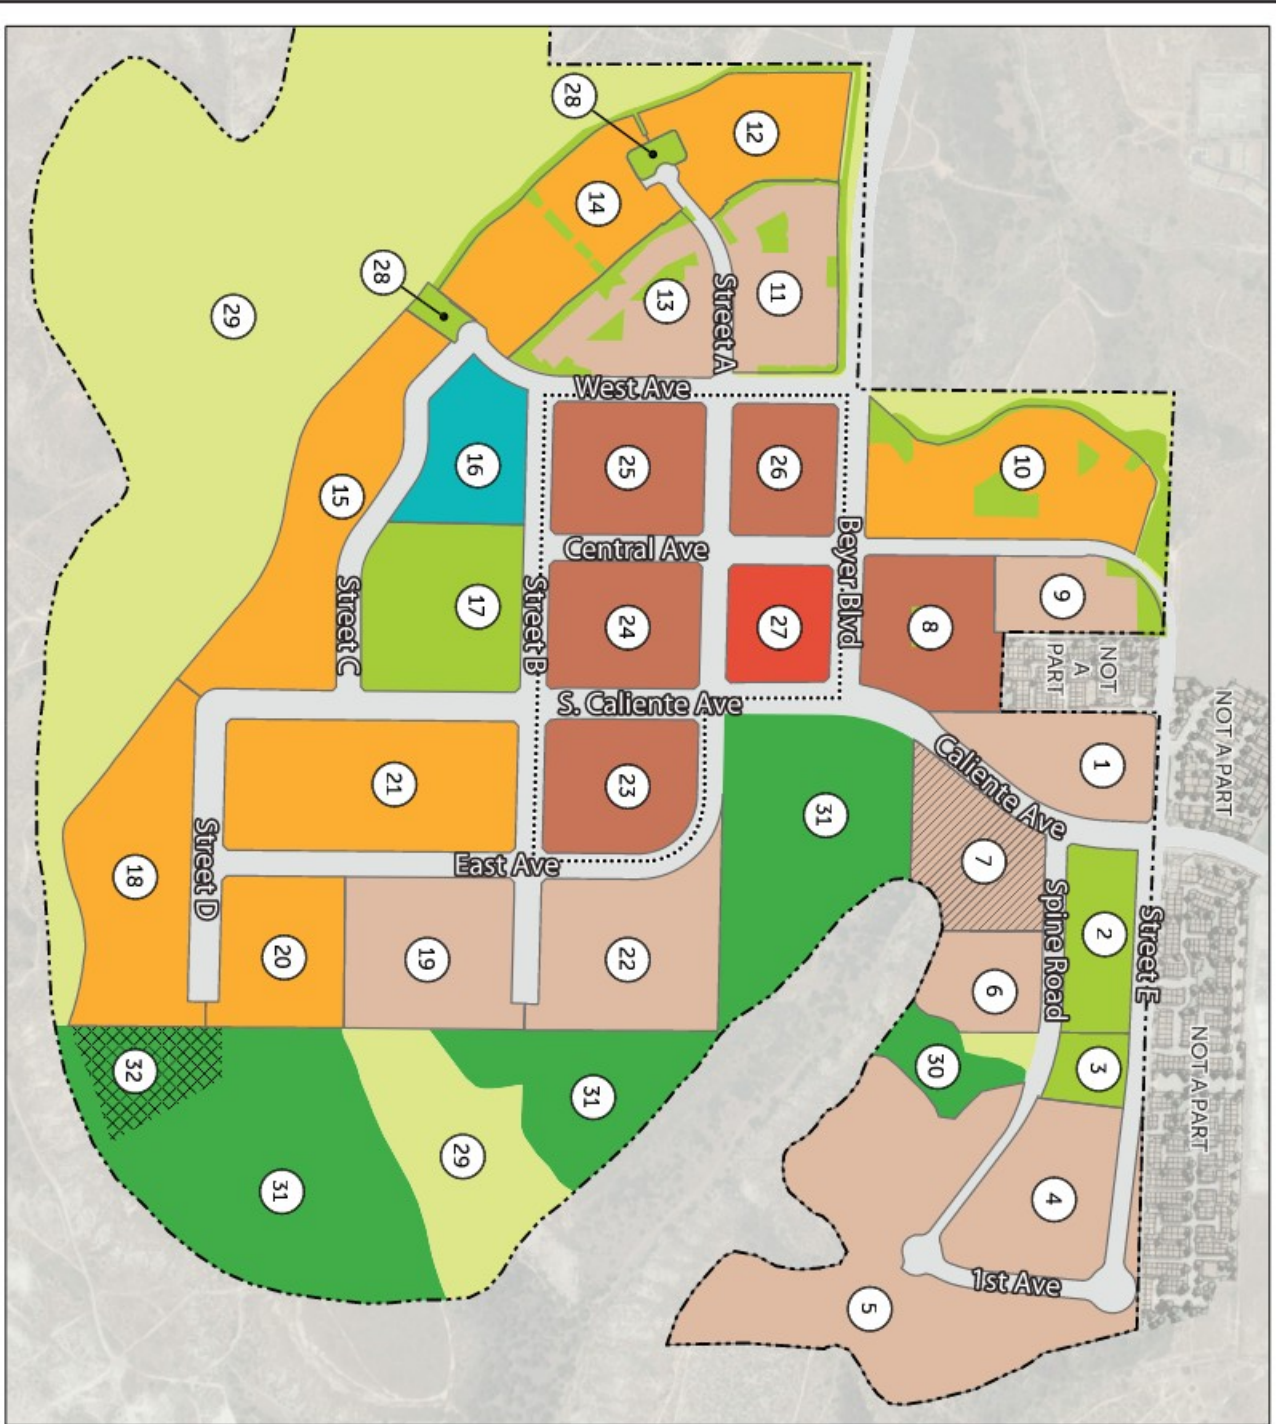 28
12
14
28
13
11
Street A
29
West Ave
15
16
25
26
10
Central Ave
Beyer Blvd
Street C
17
Street B
24
27
8
9
NOT
A
PART
NOT A PART
S. Caliente Ave
1
Caliente Ave
21
23
31
7
18
Street D
East Ave
Spine Road
2
Street E
20
19
22
6
NOT A PART
32
31
30
3
29
31
4
1st Ave
5